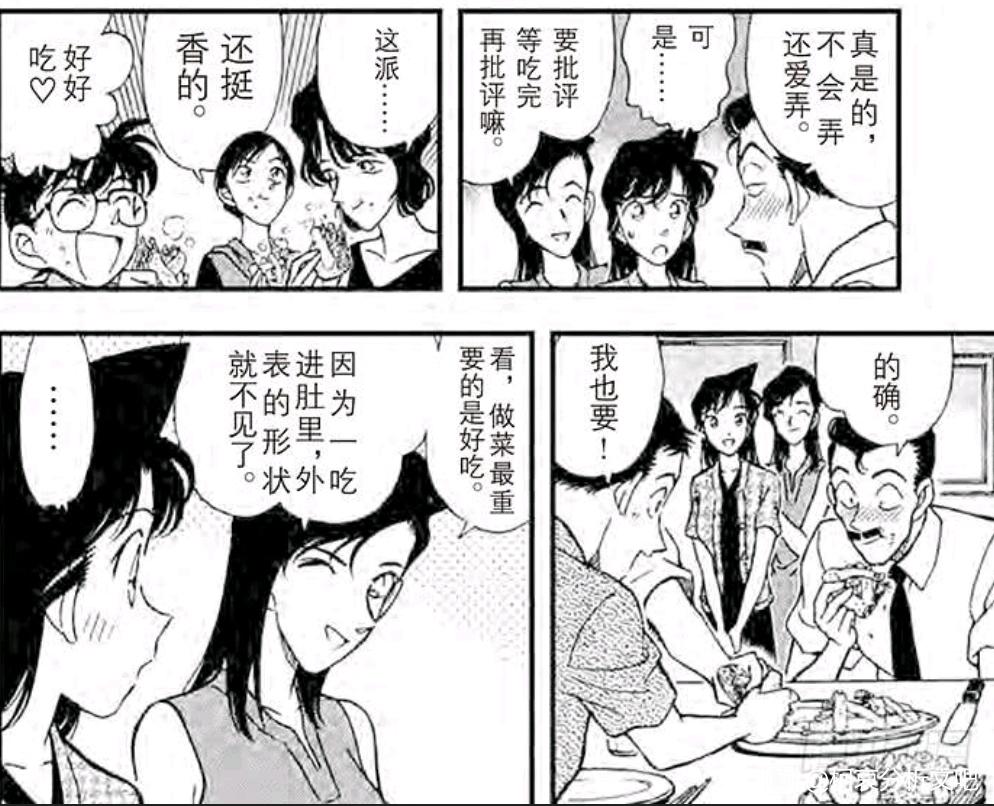 真是的，
不会弄
还爱弄。
可
是……
要批评
等吃完
再批评嘛。
这派……
还挺
香的。
好好
吃♡
的确。
我也要！
看，做菜最重
要的是好吃。
因为一吃
进肚里，外
表的形状
就不见了。
……